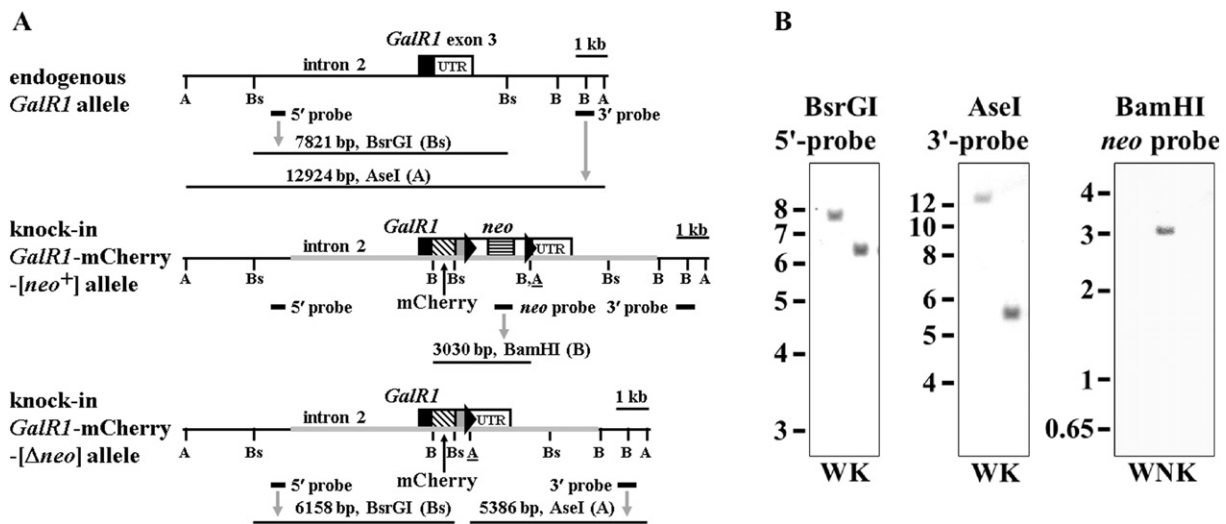 A
GalR1 exon 3
1 kb
endogenous
GalR1 allele
intron 2
UTR
A Bs Bs B B A
5' probe
3' probe
7821 bp, BsrGI (Bs)
12924 bp, AseI (A)
knock-in
GalR1-mCherry
-[neo+] allele
intron 2
GalR1
neo
1 kb
UTR
A Bs B Bs B,A Bs B B A
mCherry
5' probe
neo probe
3' probe
3030 bp, BamHI (B)
knock-in
GalR1-mCherry
-[Δneo] allele
intron 2
GalR1
1 kb
UTR
A Bs B Bs A Bs B B A
mCherry
5' probe
3' probe
6158 bp, BsrGI (Bs)
5386 bp, AseI (A)
B
BsrGI
5'-probe
8
7
6
5
4
3
WK
AseI
3'-probe
12
10
8
6
5
4
WK
BamHI
neo probe
4
3
2
1
0.65
WNK